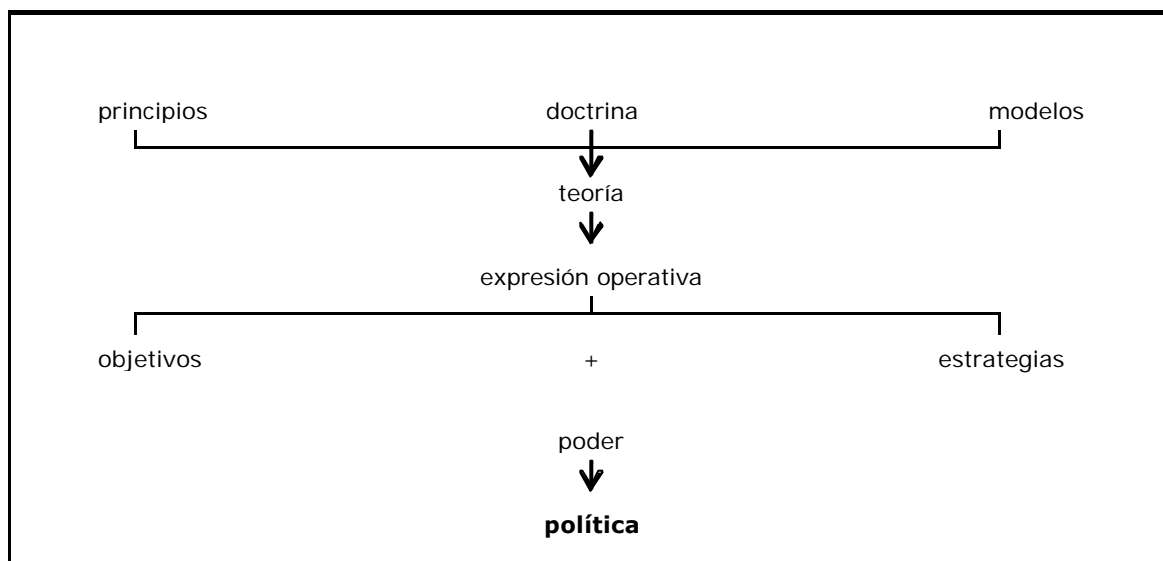 principios doctrina modelos
teoría
expresión operativa
objetivos + estrategias
poder
política